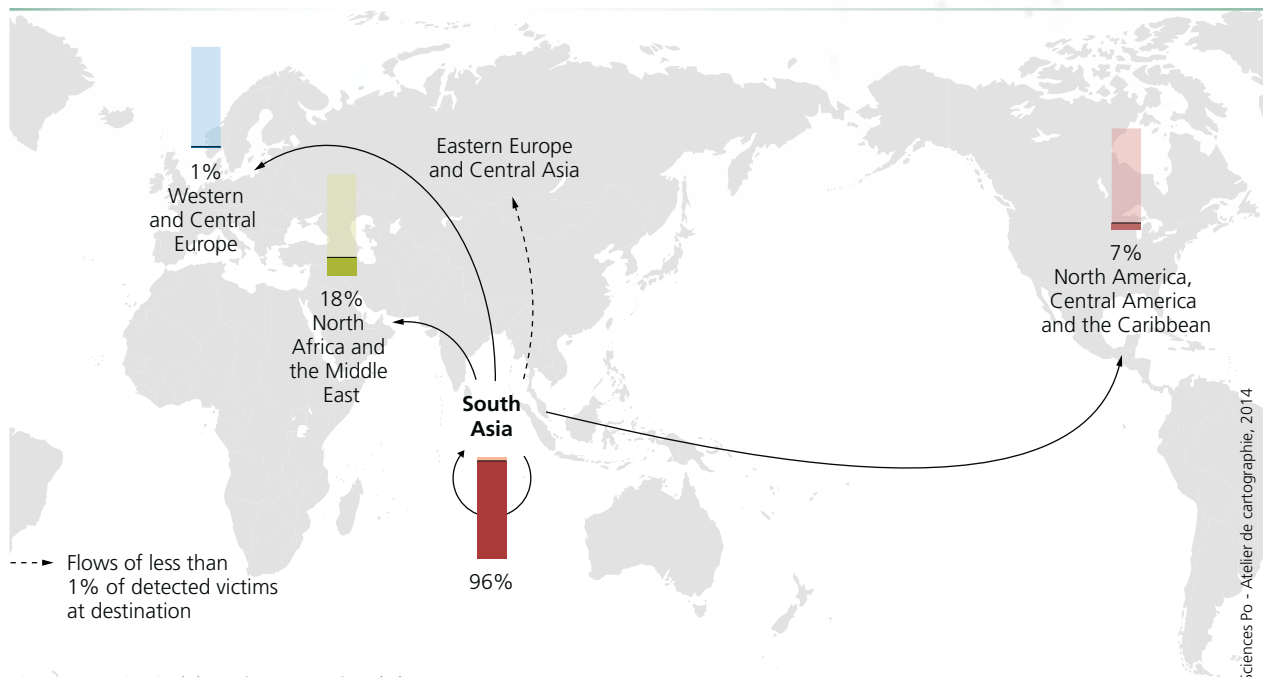 1%
Western
and Central
Europe
Eastern Europe
and Central Asia
18%
North
Africa and
the Middle
East
7%
North America,
Central America
and the Caribbean
South
Asia
96%
Flows of less than
1% of detected victims
at destination
Sciences Po - Atelier de cartographie, 2014